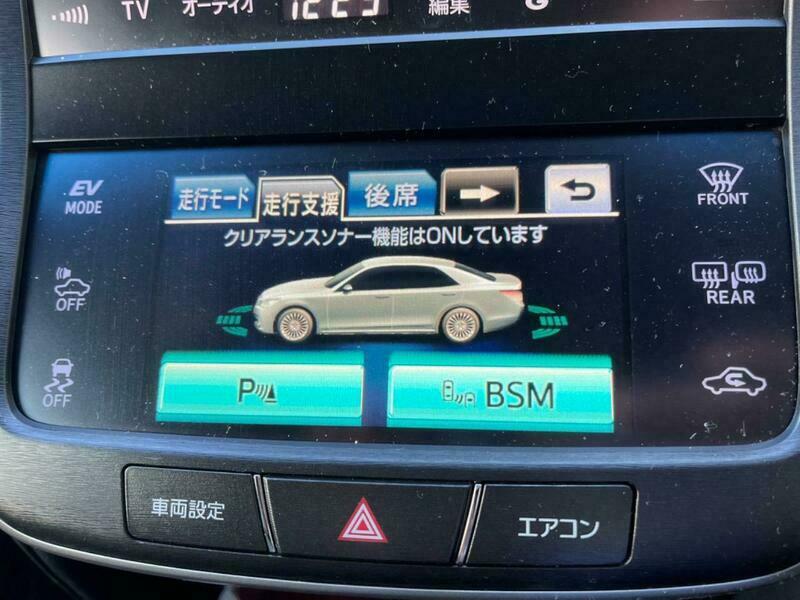 TV オーディオ 12:23 編集
EV
MODE
OFF
OFF
走行モード 走行支援 後席
クリアランスソナー機能はONしています
P BSM
FRONT
REAR
車両設定 エアコン